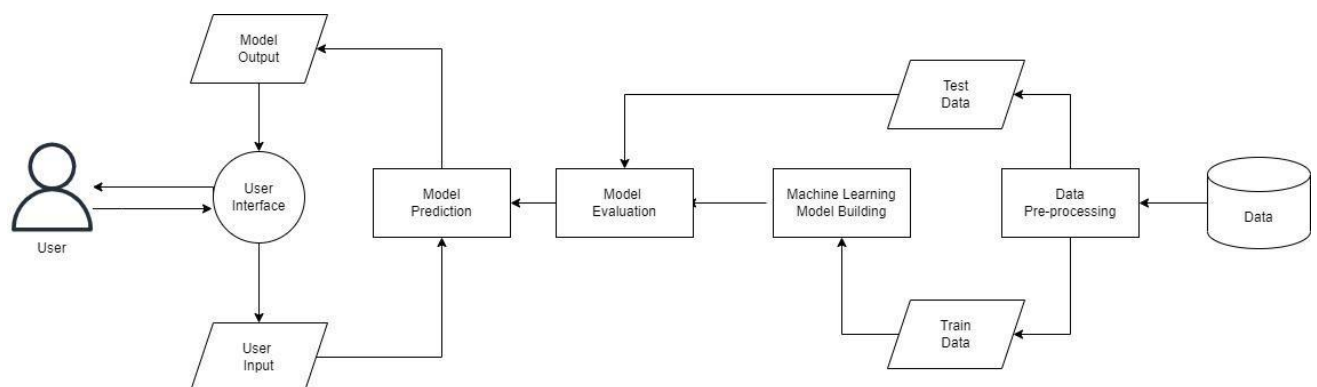 Model
Output
Test
Data
User
Interface
Model
Prediction
Model
Evaluation
Machine Learning
Model Building
Data
Pre-processing
Data
User
User
Input
Train
Data